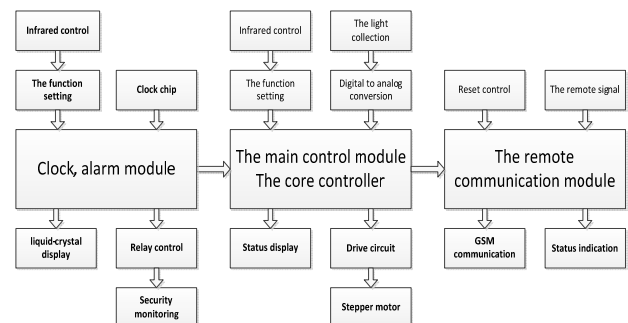 Infrared control
Infrared control
The light
collection
The function
setting
Clock chip
The function
setting
Digital to analog
conversion
Reset control
The remote signal
Clock, alarm module
The main control module
The core controller
The remote
communication module
liquid-crystal
display
Relay control
Status display
Drive circuit
GSM
communication
Status indication
Security
monitoring
Stepper motor